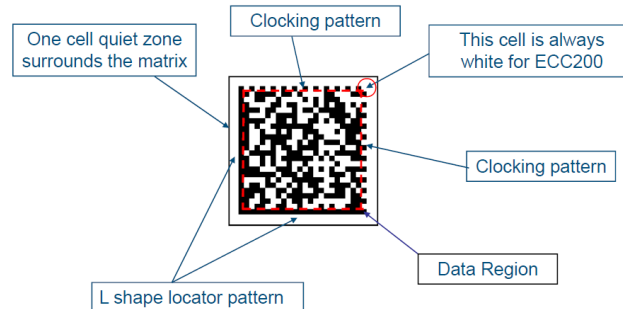 Clocking pattern
One cell quiet zone
surrounds the matrix
This cell is always
white for ECC200
Clocking pattern
Data Region
L shape locator pattern